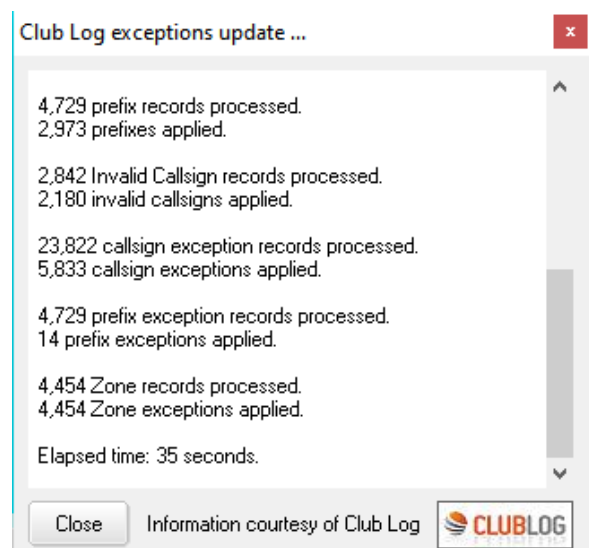 Club Log exceptions update ...
x
4,729 prefix records processed.
2,973 prefixes applied.
2,842 Invalid Callsign records processed.
2,180 invalid callsigns applied.
23,822 callsign exception records processed.
5,833 callsign exceptions applied.
4,729 prefix exception records processed.
14 prefix exceptions applied.
4,454 Zone records processed.
4,454 Zone exceptions applied.
Elapsed time: 35 seconds.
Close Information courtesy of Club Log CLUBLOG